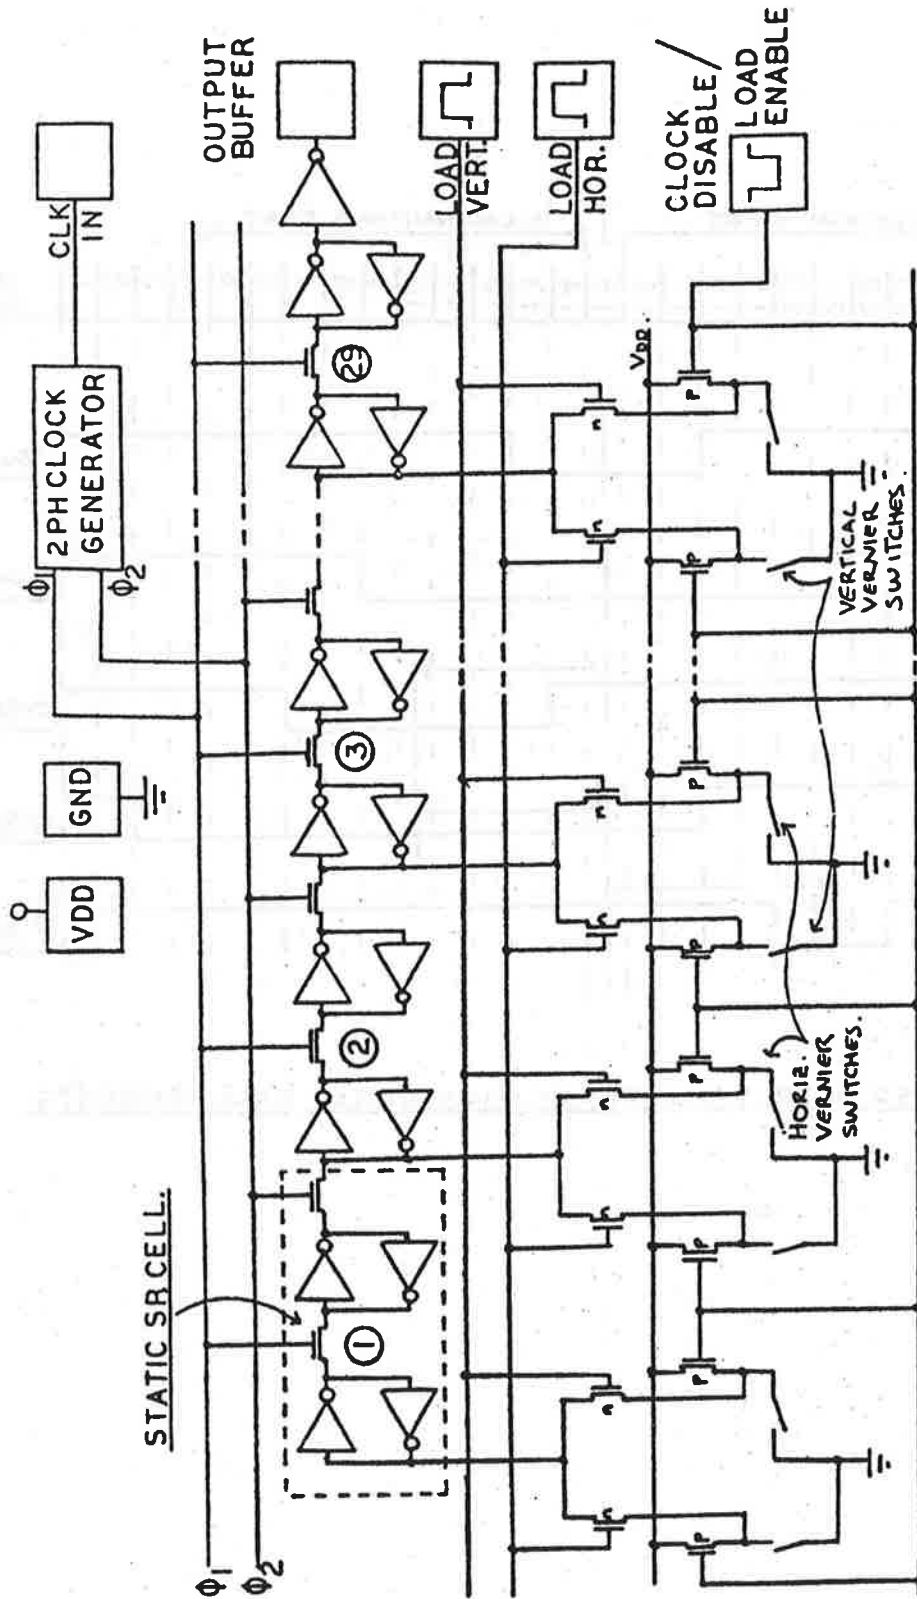 VDD
GND
ϕ1
ϕ2
2PH CLOCK
GENERATOR
CLK
IN
OUTPUT
BUFFER
STATIC SR CELL.
ϕ1
ϕ2
1
2
3
29
LOAD
VERT.
LOAD
HOR.
CLOCK
DISABLE/
LOAD
ENABLE
n
n
n
n
n
n
n
n
VDD.
P
P
P
P
P
P
P
P
HORIZ.
VERNIER
SWITCHES.
VERTICAL
VERNIER
SWITCHES.